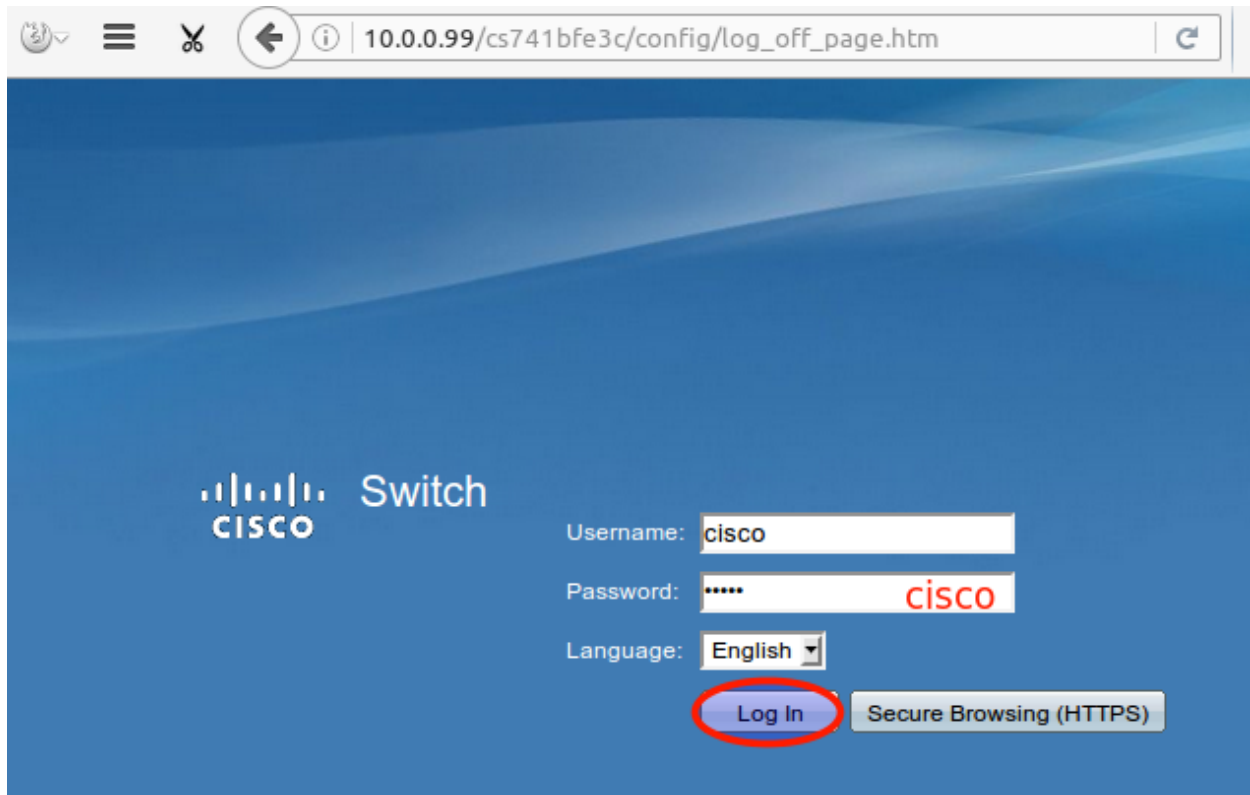 10.0.0.99/cs741bfe3c/config/log_off_page.htm
CISCO
Switch
Username: cisco
Password: ••••• cisco
Language: English
Log In
Secure Browsing (HTTPS)